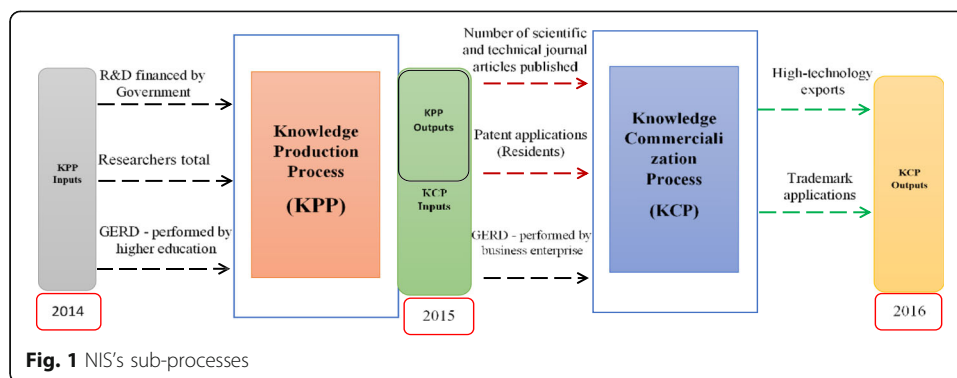 KPP
Inputs
2014
R&D financed by
Government
Researchers total
GERD - performed by
higher education
Knowledge
Production
Process
(KPP)
KPP
Outputs
KCP
Inputs
2015
Number of scientific
and technical journal
articles published
Patent applications
(Residents)
GERD - performed by
business enterprise
Knowledge
Commerciali
zation
Process
(KCP)
High-technology
exports
Trademark
applications
KCP
Outputs
2016
Fig. 1 NIS's sub-processes